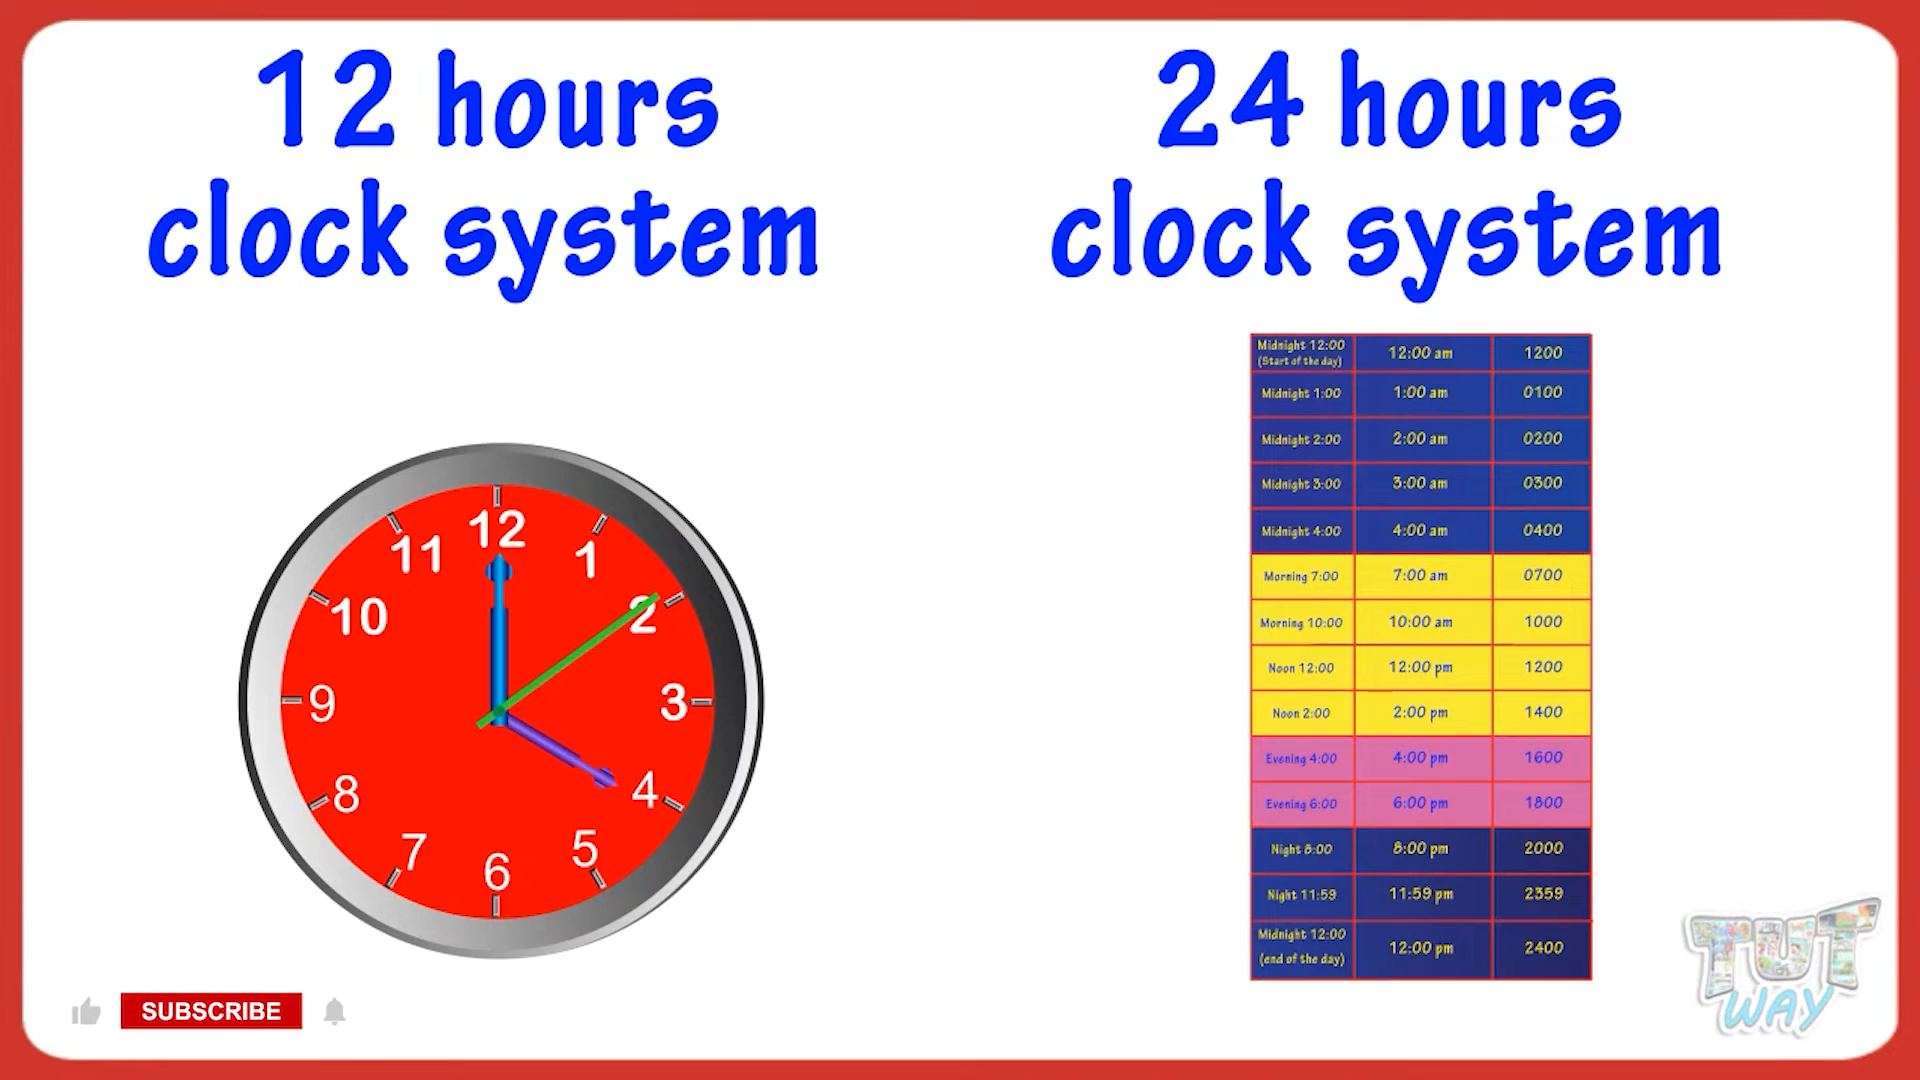 12 hours
clock system
24 hours
clock system
12
1
2
3
4
5
6
7
8
9
10
11
Midnight 12:00
(Start of the day)
12:00 am
1200
Midnight 1:00
1:00 am
0100
Midnight 2:00
2:00 am
0200
Midnight 3:00
3:00 am
0300
Midnight 4:00
4:00 am
0400
Morning 7:00
7:00 am
0700
Morning 10:00
10:00 am
1000
Noon 12:00
12:00 pm
1200
Noon 2:00
2:00 pm
1400
Evening 4:00
4:00 pm
1600
Evening 6:00
6:00 pm
1800
Night 8:00
8:00 pm
2000
Night 11:59
11:59 pm
2359
Midnight 12:00
(end of the day)
12:00 pm
2400
SUBSCRIBE
TUT
WAY